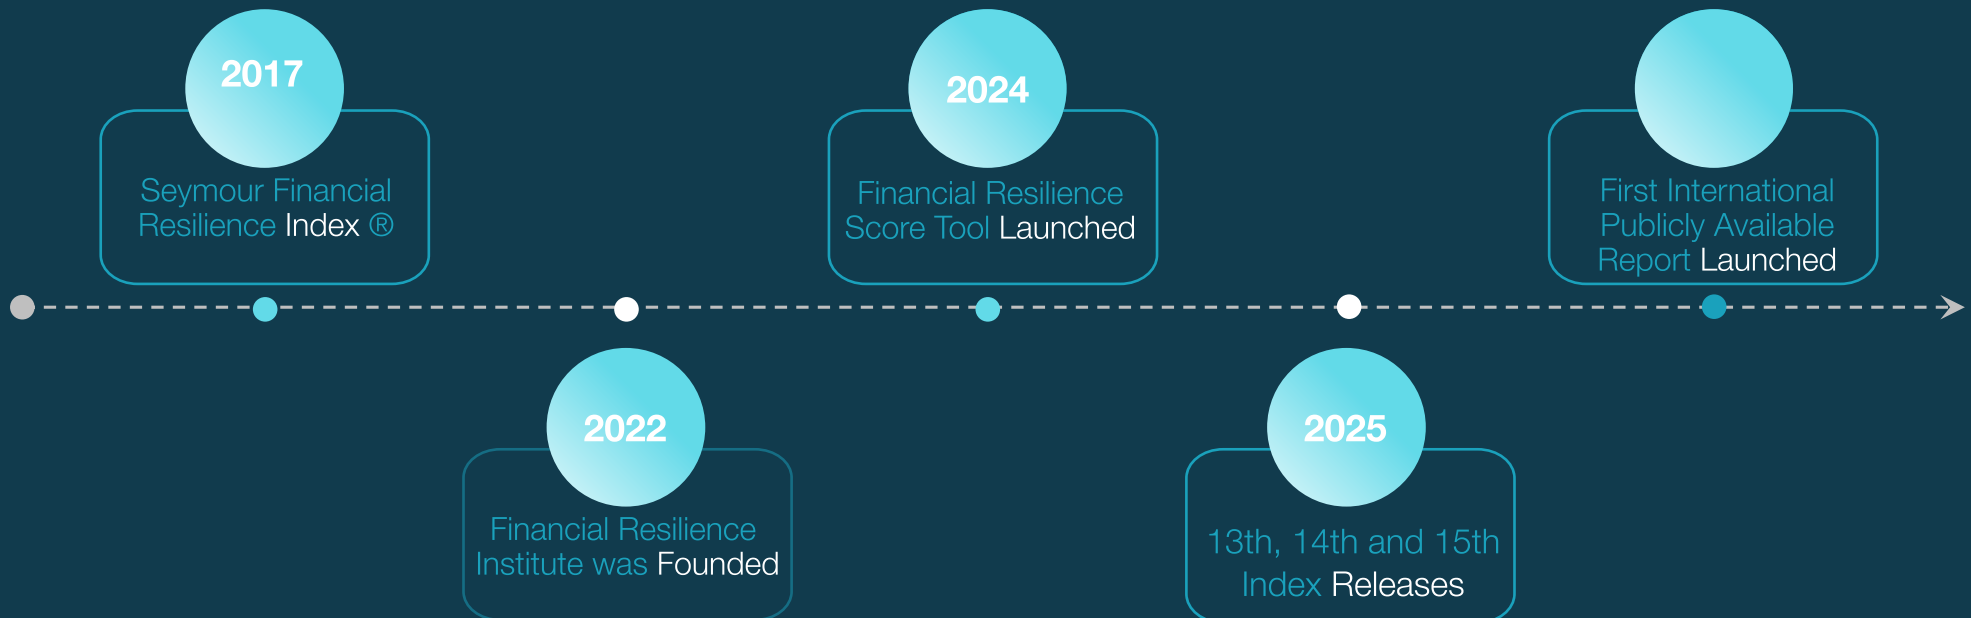 2017
Seymour Financial
Resilience Index ®
2022
Financial Resilience
Institute was Founded
2024
Financial Resilience
Score Tool Launched
2025
13th, 14th and 15th
Index Releases
First International
Publicly Available
Report Launched